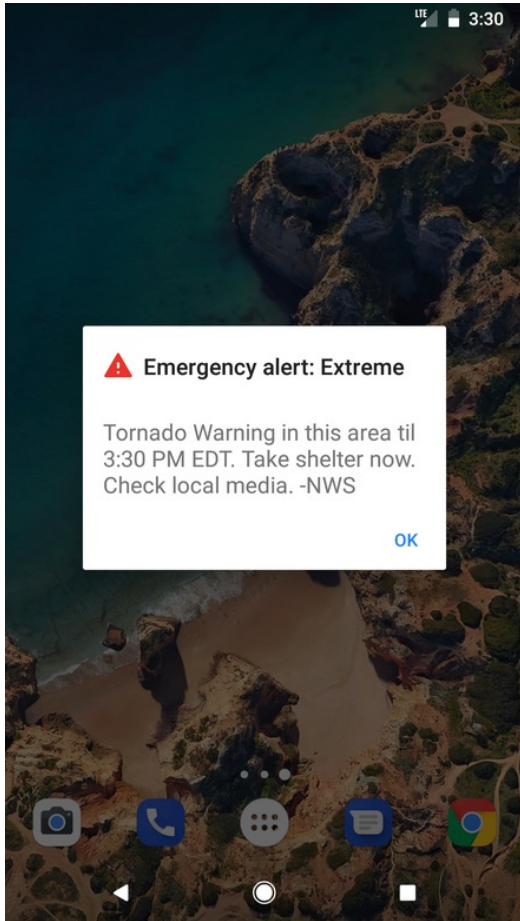 LTE 3:30
Emergency alert: Extreme
Tornado Warning in this area til
3:30 PM EDT. Take shelter now.
Check local media. -NWS
OK